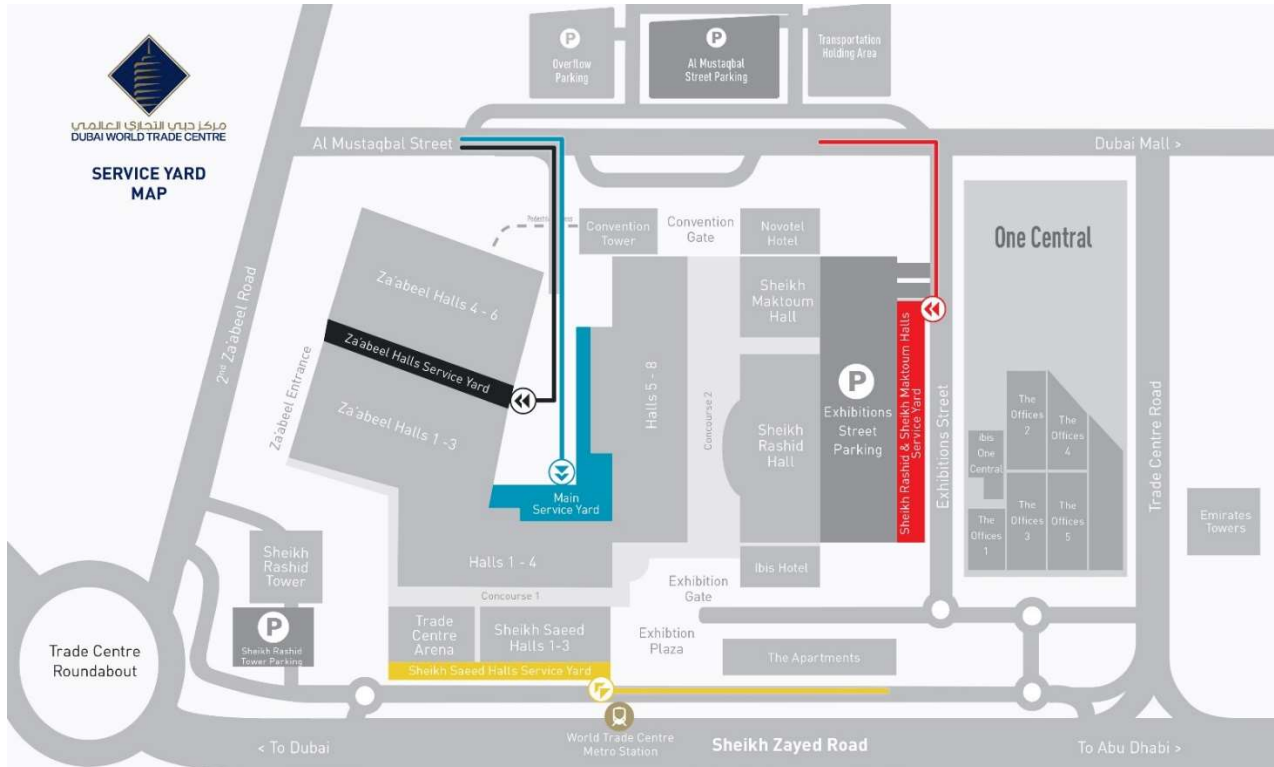 مركز دبي التجاري العالمي
DUBAI WORLD TRADE CENTRE
SERVICE YARD
MAP
P
Overflow
Parking
P
Al Mustaqbal
Street Parking
Transportation
Holding Area
Al Mustaqbal Street
Dubai Mall >
2nd Za'abeel Road
Convention
Tower
Convention
Gate
Novotel
Hotel
One Central
Za'abeel Halls 4 - 6
Za'abeel Halls Service Yard
Za'abeel Halls 1 -3
Za'abeel Entrance
Main
Service Yard
Halls 5 - 8
Concourse 2
Sheikh
Maktoum
Hall
Sheikh
Rashid
Hall
P
Exhibitions
Street
Parking
Sheikh Rashid & Sheikh Maktoum Halls
Service Yard
Exhibitions Street
The
Offices
2
The
Offices
4
Ibis
One
Central
The
Offices
1
The
Offices
3
The
Offices
5
Trade Centre Road
Emirates
Towers
Sheikh
Rashid
Tower
Halls 1 - 4
Ibis Hotel
Concourse 1
Exhibition
Gate
P
Sheikh Rashid
Tower Parking
Trade
Centre
Arena
Sheikh Saeed
Halls 1-3
Exhibtion
Plaza
The Apartments
Trade Centre
Roundabout
Sheikh Saeed Halls Service Yard
World Trade Centre
Metro Station
< To Dubai
Sheikh Zayed Road
To Abu Dhabi >